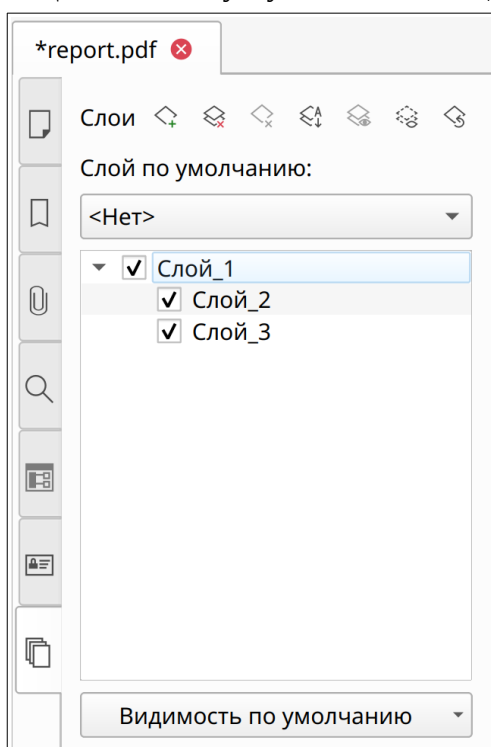 *report.pdf
Слои
Слой по умолчанию:
<Нет>
Слой_1
Слой_2
Слой_3
Видимость по умолчанию